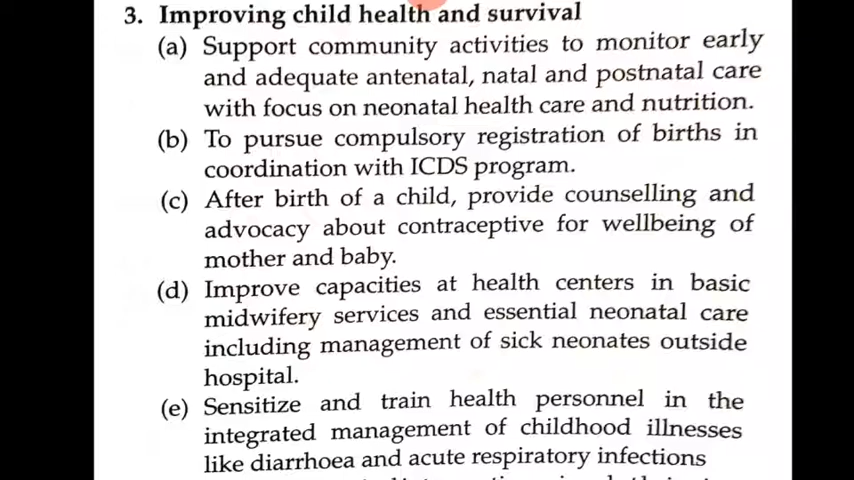 3. Improving child health and survival
(a) Support community activities to monitor early
and adequate antenatal, natal and postnatal care
with focus on neonatal health care and nutrition.
(b) To pursue compulsory registration of births in
coordination with ICDS program.
(c) After birth of a child, provide counselling and
advocacy about contraceptive for wellbeing of
mother and baby.
(d) Improve capacities at health centers in basic
midwifery services and essential neonatal care
including management of sick neonates outside
hospital.
(e) Sensitize and train health personnel in the
integrated management of childhood illnesses
like diarrhoea and acute respiratory infections